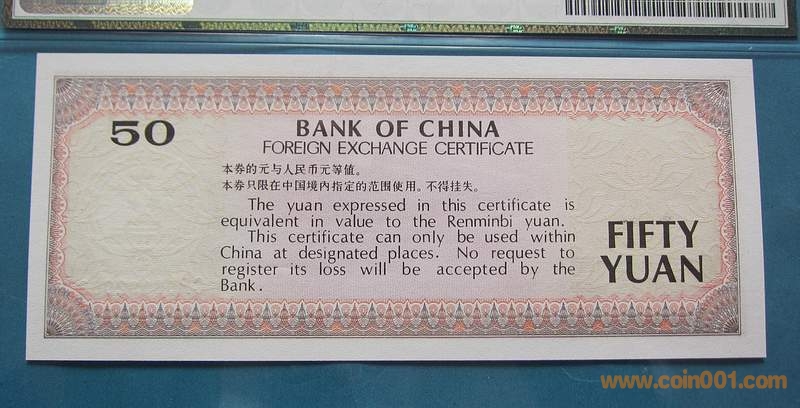 50
BANK OF CHINA
FOREIGN EXCHANGE CERTIFICATE
本券的元与人民币元等值。
本券只限在中国境内指定的范围使用。不得挂失。
The yuan expressed in this certificate is
equivalent in value to the Renminbi yuan.
This certificate can only be used within
China at designated places. No request to
register its loss will be accepted by the
Bank.
FIFTY
YUAN
www.coin001.com